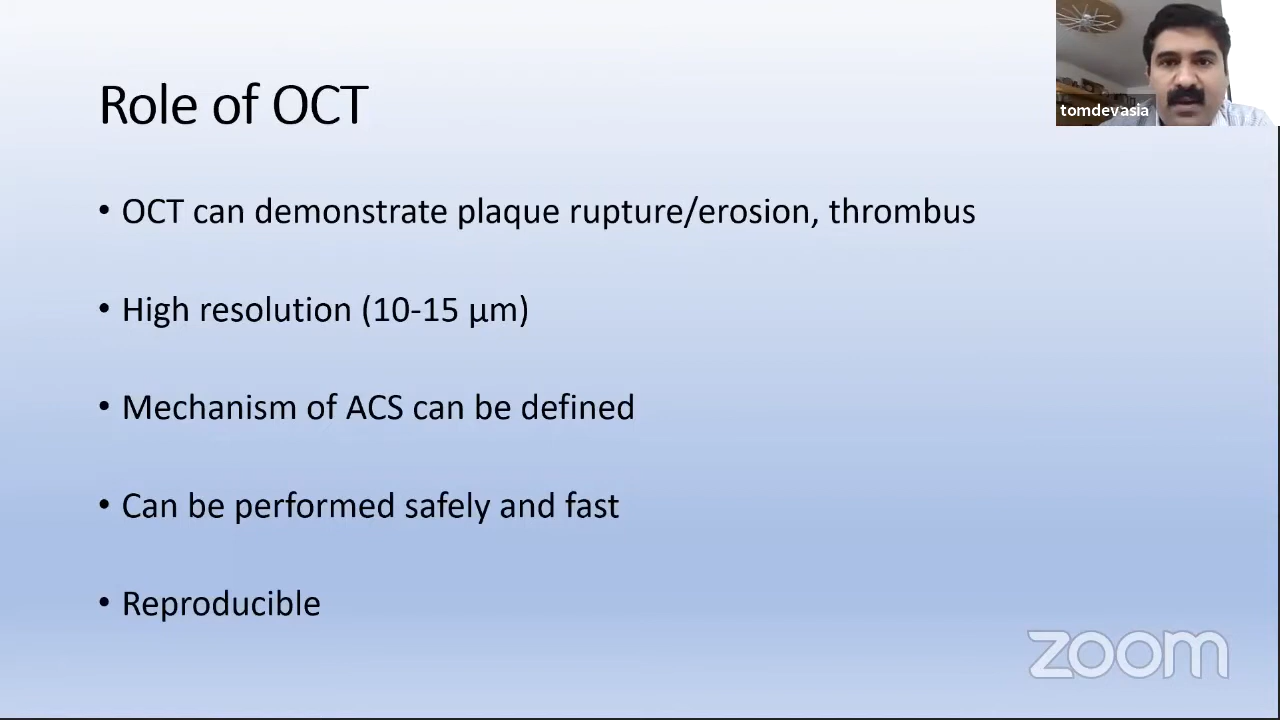 Role of OCT
tomdevasia
• OCT can demonstrate plaque rupture/erosion, thrombus
• High resolution (10-15 µm)
• Mechanism of ACS can be defined
• Can be performed safely and fast
• Reproducible
zoom